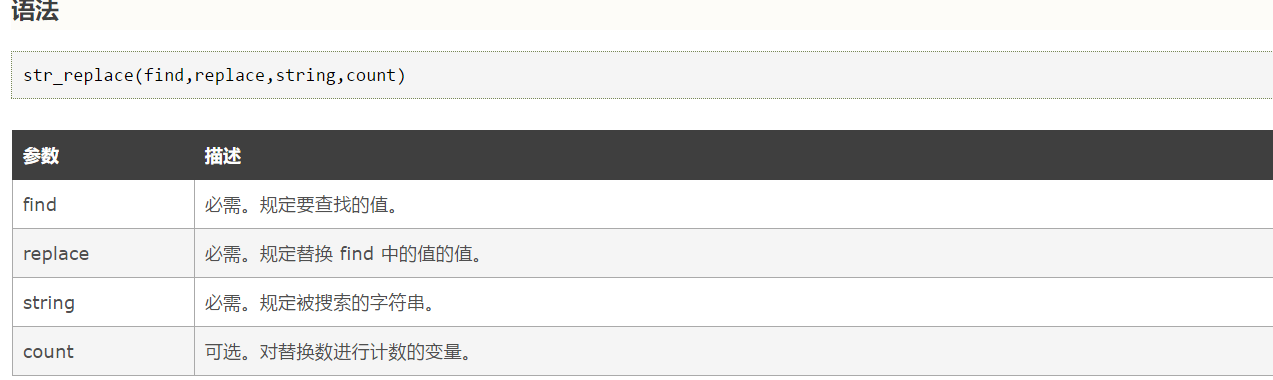 语法
str_replace(find,replace,string,count)
参数 描述
find 必需。规定要查找的值。
replace 必需。规定替换 find 中的值的值。
string 必需。规定被搜索的字符串。
count 可选。对替换数进行计数的变量。